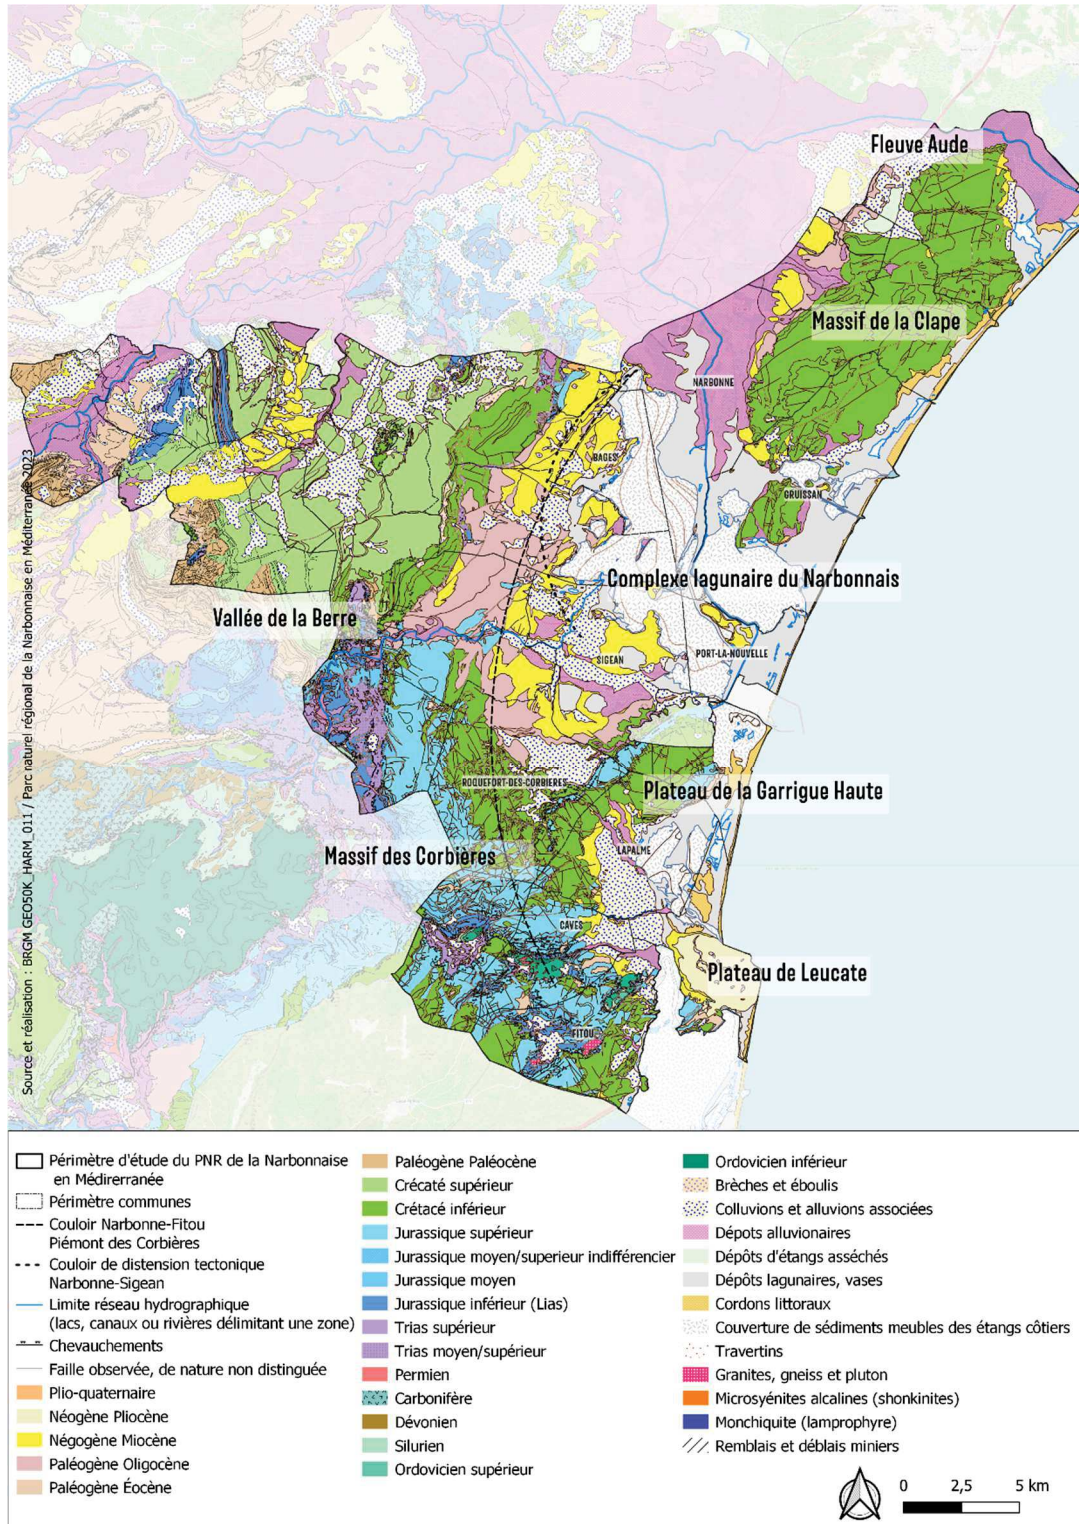 Fleuve Aude
Massif de la Clape
NARBONNE
BAGES
GRUISSAN
Complexe lagunaire du Narbonnais
Vallée de la Berre
SIGEAN
PORT-LA-NOUVELLE
ROQUEFORT-DES-CORBIÈRES
Plateau de la Garrigue Haute
LAPALME
Massif des Corbières
CAVES
Plateau de Leucate
FITOU
Source et réalisation : BRGM GEO50K_HARM_011 / Parc naturel régional de la Narbonnaise en Méditerranée 2023
Périmètre d'étude du PNR de la Narbonnaise
en Médirerranée
Périmètre communes
Couloir Narbonne-Fitou
Piémont des Corbières
Couloir de distension tectonique
Narbonne-Sigean
Limite réseau hydrographique
(lacs, canaux ou rivières délimitant une zone)
Chevauchements
Faille observée, de nature non distinguée
Plio-quaternaire
Néogène Pliocène
Négogène Miocène
Paléogène Oligocène
Paléogène Éocène
Paléogène Paléocène
Crécaté supérieur
Crétacé inférieur
Jurassique supérieur
Jurassique moyen/superieur indifférencier
Jurassique moyen
Jurassique inférieur (Lias)
Trias supérieur
Trias moyen/supérieur
Permien
Carbonifère
Dévonien
Silurien
Ordovicien supérieur
Ordovicien inférieur
Brèches et éboulis
Colluvions et alluvions associées
Dépots alluvionaires
Dépôts d'étangs asséchés
Dépôts lagunaires, vases
Cordons littoraux
Couverture de sédiments meubles des étangs côtiers
Travertins
Granites, gneiss et pluton
Microsyénites alcalines (shonkinites)
Monchiquite (lamprophyre)
Remblais et déblais miniers
0 2,5 5 km